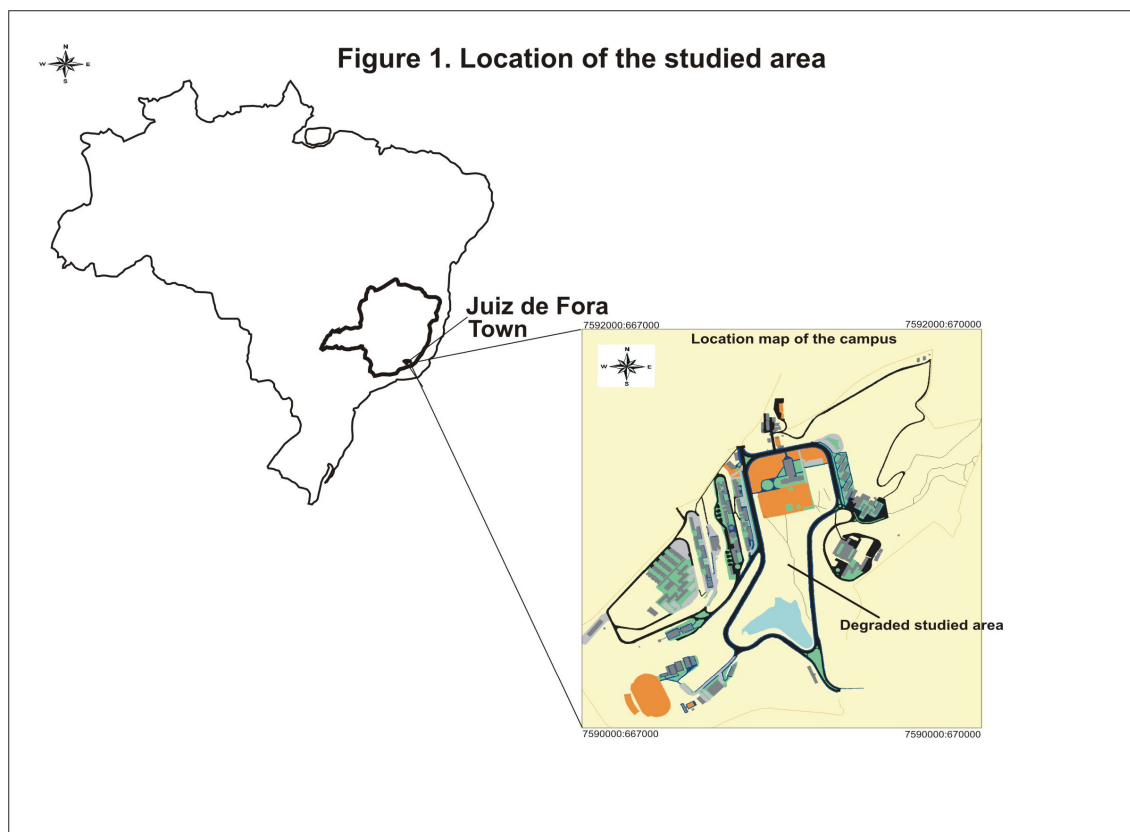 N
W E
S
Figure 1. Location of the studied area
Juiz de Fora
Town
7592000:667000
7592000:670000
Location map of the campus
N
W E
S
Degraded studied area
7590000:667000
7590000:670000